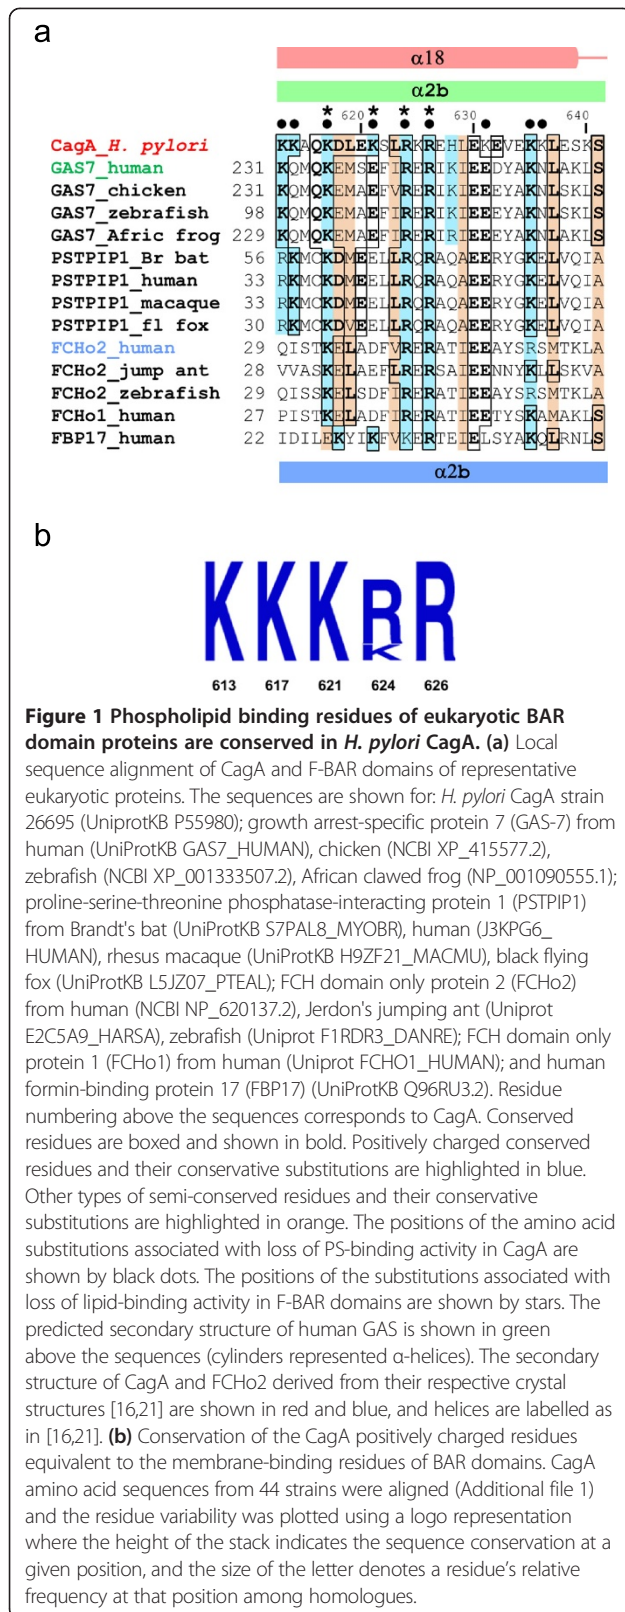 a
α18
α2b
* * * *
620 630 640
CagA_H. pylori KKAQKDLEKSLRKREHLEKEVEKKLESKS
GAS7_human 231 KQMQKEMSEFIRERIKIEEDYAKNLAKLS
GAS7_chicken 231 KQMQKEMAEFVRERIKIEEEYAKNLSKLS
GAS7_zebrafish 98 KQMQKEMAEFIRERIKIEEEYAKNLSKLS
GAS7_Afric frog 229 KQMQKEMAEFIRERIRIEEEYAKNLAKLS
PSTPIP1_Br bat 56 RKMCKDMEELLRQRAQAEERYGKELVQIA
PSTPIP1_human 33 RKMCKDMEELLRQRAQAEERYGKELVQIA
PSTPIP1_macaque 33 RKMCKDMEELLRQRAQAEERYGKELVQIA
PSTPIP1_fl fox 30 RKMCKDVEELLRQRAQAEERYGKELVQIA
FCHo2_human 29 QISTKELADFVRERATIEEAYSRSMTKLA
FCHo2_jump ant 28 VVASKELAEFLRERSAIEENNYKLLSKVA
FCHo2_zebrafish 29 QISSKELSDFIRERATIEEAYSRSMTKLA
FCHo1_human 27 PISTKELADFIRERATIEETYSKAMAKLS
FBP17_human 22 IDILEKYIKFVKERTEIELSYAKQLRNLS
α2b
b
KKKRR
K
613 617 621 624 626
Figure 1 Phospholipid binding residues of eukaryotic BAR
domain proteins are conserved in H. pylori CagA. (a) Local
sequence alignment of CagA and F-BAR domains of representative
eukaryotic proteins. The sequences are shown for: H. pylori CagA strain
26695 (UniprotKB P55980); growth arrest-specific protein 7 (GAS-7) from
human (UniProtKB GAS7_HUMAN), chicken (NCBI XP_415577.2),
zebrafish (NCBI XP_001333507.2), African clawed frog (NP_001090555.1);
proline-serine-threonine phosphatase-interacting protein 1 (PSTPIP1)
from Brandt's bat (UniProtKB S7PAL8_MYOBR), human (J3KPG6_
HUMAN), rhesus macaque (UniProtKB H9ZF21_MACMU), black flying
fox (UniProtKB L5JZ07_PTEAL); FCH domain only protein 2 (FCHo2)
from human (NCBI NP_620137.2), Jerdon's jumping ant (Uniprot
E2C5A9_HARSA), zebrafish (Uniprot F1RDR3_DANRE); FCH domain only
protein 1 (FCHo1) from human (Uniprot FCHO1_HUMAN); and human
formin-binding protein 17 (FBP17) (UniProtKB Q96RU3.2). Residue
numbering above the sequences corresponds to CagA. Conserved
residues are boxed and shown in bold. Positively charged conserved
residues and their conservative substitutions are highlighted in blue.
Other types of semi-conserved residues and their conservative
substitutions are highlighted in orange. The positions of the amino acid
substitutions associated with loss of PS-binding activity in CagA are
shown by black dots. The positions of the substitutions associated with
loss of lipid-binding activity in F-BAR domains are shown by stars. The
predicted secondary structure of human GAS is shown in green
above the sequences (cylinders represented α-helices). The secondary
structure of CagA and FCHo2 derived from their respective crystal
structures [16,21] are shown in red and blue, and helices are labelled as
in [16,21]. (b) Conservation of the CagA positively charged residues
equivalent to the membrane-binding residues of BAR domains. CagA
amino acid sequences from 44 strains were aligned (Additional file 1)
and the residue variability was plotted using a logo representation
where the height of the stack indicates the sequence conservation at a
given position, and the size of the letter denotes a residue's relative
frequency at that position among homologues.